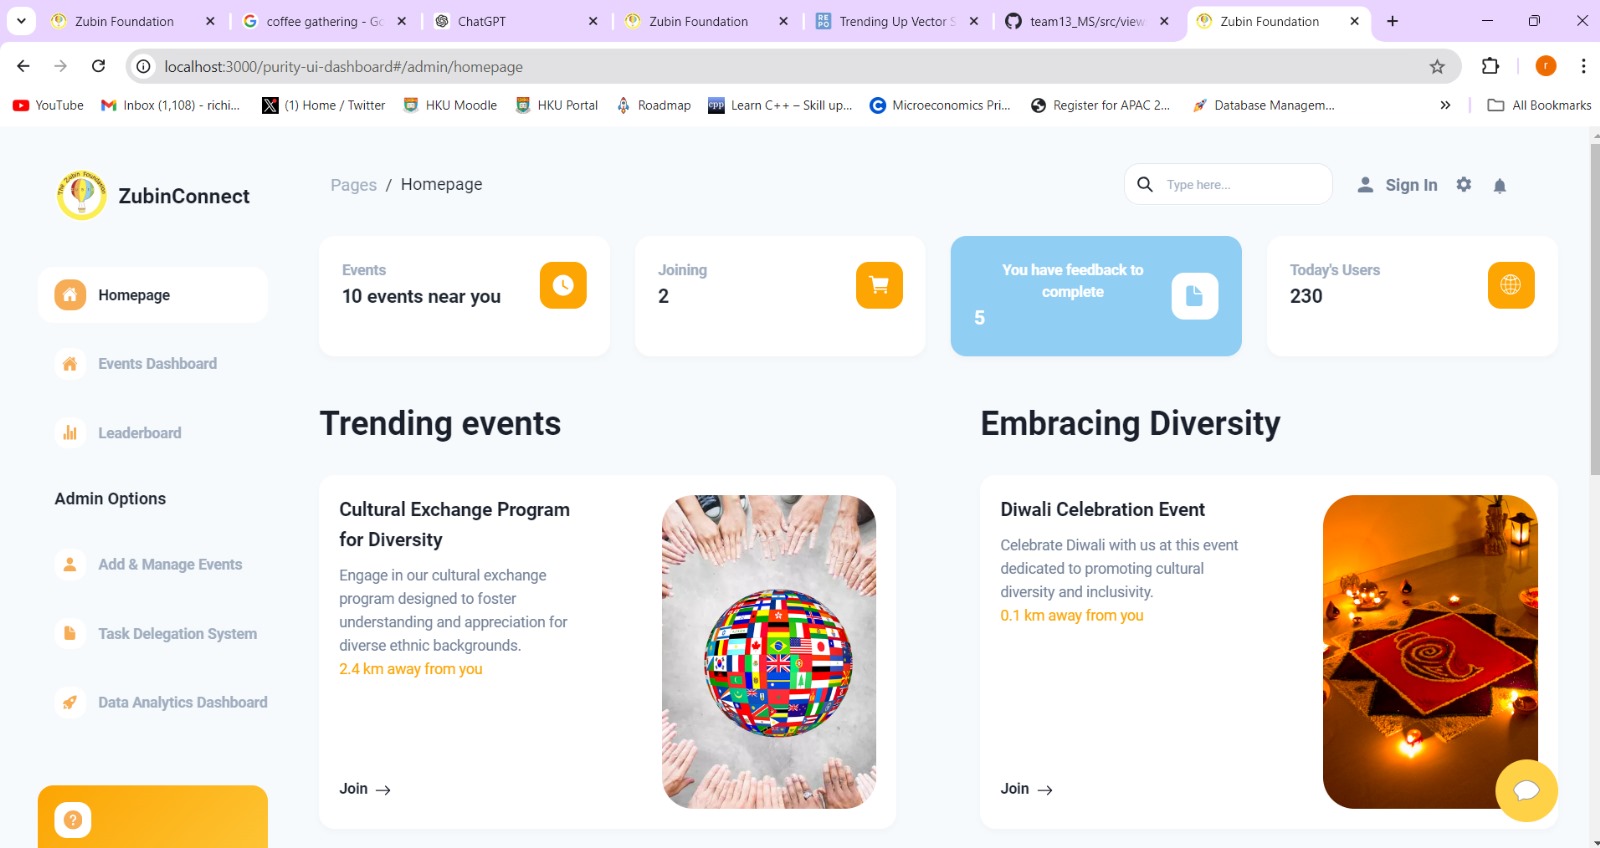 Zubin Foundation
coffee gathering - Go
ChatGPT
Zubin Foundation
Trending Up Vector S
team13_MS/src/view
Zubin Foundation
localhost:3000/purity-ui-dashboard#/admin/homepage
r
YouTube
Inbox (1,108) - richi...
(1) Home / Twitter
HKU Moodle
HKU Portal
Roadmap
cpp
Learn C++ – Skill up...
Microeconomics Pri...
Register for APAC 2...
Database Managem...
All Bookmarks
The Zubin Foundation
ZubinConnect
Pages / Homepage
Type here...
Sign In
Homepage
Events Dashboard
Leaderboard
Admin Options
Add & Manage Events
Task Delegation System
Data Analytics Dashboard
Events
10 events near you
Joining
2
You have feedback to
complete
5
Today's Users
230
Trending events
Cultural Exchange Program
for Diversity
Engage in our cultural exchange
program designed to foster
understanding and appreciation for
diverse ethnic backgrounds.
2.4 km away from you
Join
Embracing Diversity
Diwali Celebration Event
Celebrate Diwali with us at this event
dedicated to promoting cultural
diversity and inclusivity.
0.1 km away from you
Join